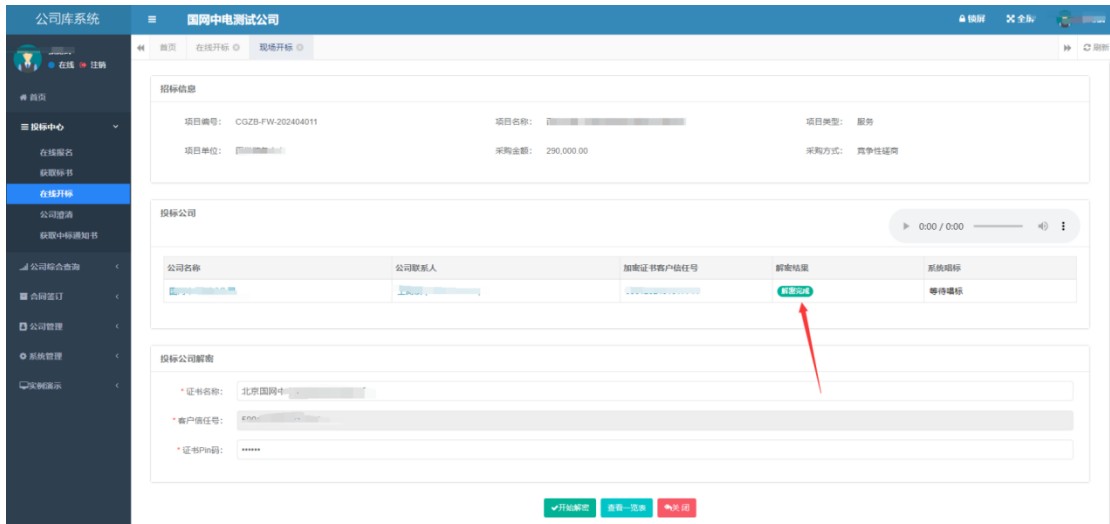 公司库系统
国网中电测试公司
锁屏 全屏
在线 注销
首页 在线开标 现场开标 刷新
首页
投标中心
在线报名
获取标书
在线开标
公司澄清
获取中标通知书
公司综合查询
合同签订
公司管理
系统管理
实例演示
招标信息
项目编号: CGZB-FW-202404011 项目名称: 项目类型: 服务
项目单位: 采购金额: 290,000.00 采购方式: 竞争性磋商
投标公司
0:00 / 0:00
公司名称 公司联系人 加密证书客户信任号 解密结果 系统唱标
解密完成 等待唱标
投标公司解密
* 证书名称: 北京国网中
* 客户信任号:
* 证书Pin码: ••••••
开始解密 查看一览表 关 闭